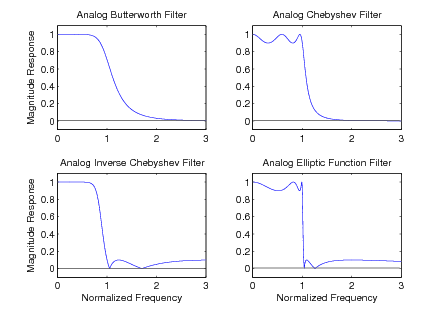 Analog Butterworth Filter
Magnitude Response
1
0.8
0.6
0.4
0.2
0
0 1 2 3
Analog Chebyshev Filter
1
0.8
0.6
0.4
0.2
0
0 1 2 3
Analog Inverse Chebyshev Filter
Magnitude Response
1
0.8
0.6
0.4
0.2
0
0 1 2 3
Normalized Frequency
Analog Elliptic Function Filter
1
0.8
0.6
0.4
0.2
0
0 1 2 3
Normalized Frequency